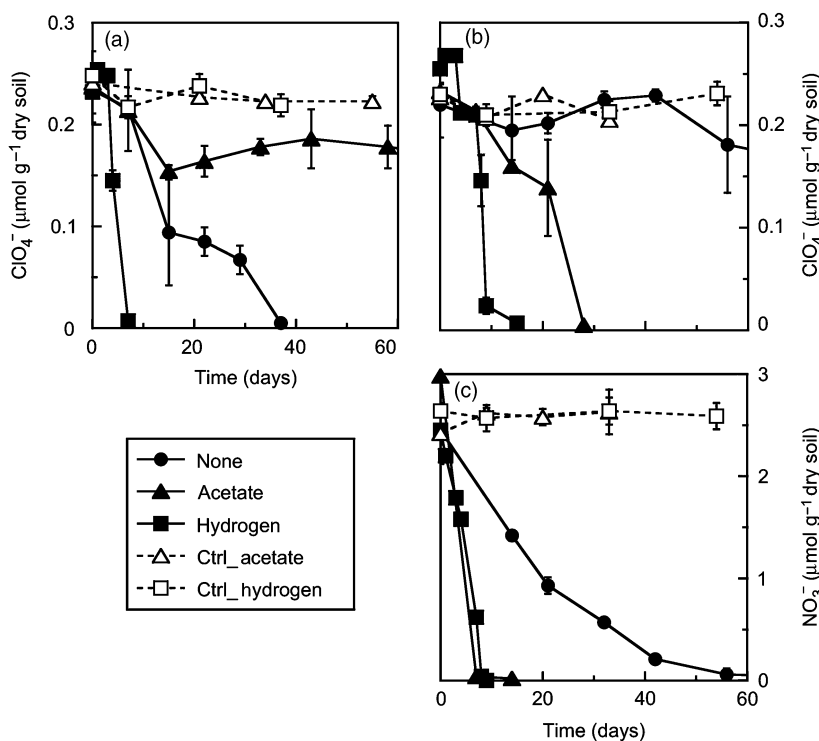 (a)
0.3
0.2
0.1
0
ClO₄⁻ (μmol g⁻¹ dry soil)
0 20 40 60
Time (days)
(b)
0.3
0.2
0.1
0
ClO₄⁻ (μmol g⁻¹ dry soil)
(c)
3
2
1
0
NO₃⁻ (μmol g⁻¹ dry soil)
0 20 40 60
Time (days)
None
Acetate
Hydrogen
Ctrl_acetate
Ctrl_hydrogen